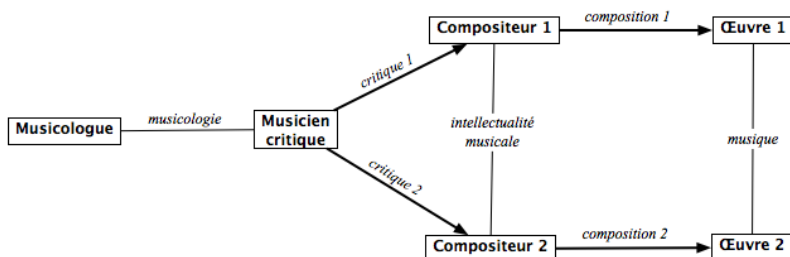 Compositeur 1
composition 1
Œuvre 1
critique 1
Musicologue
musicologie
Musicien
critique
intellectualité
musicale
musique
critique 2
Compositeur 2
composition 2
Œuvre 2